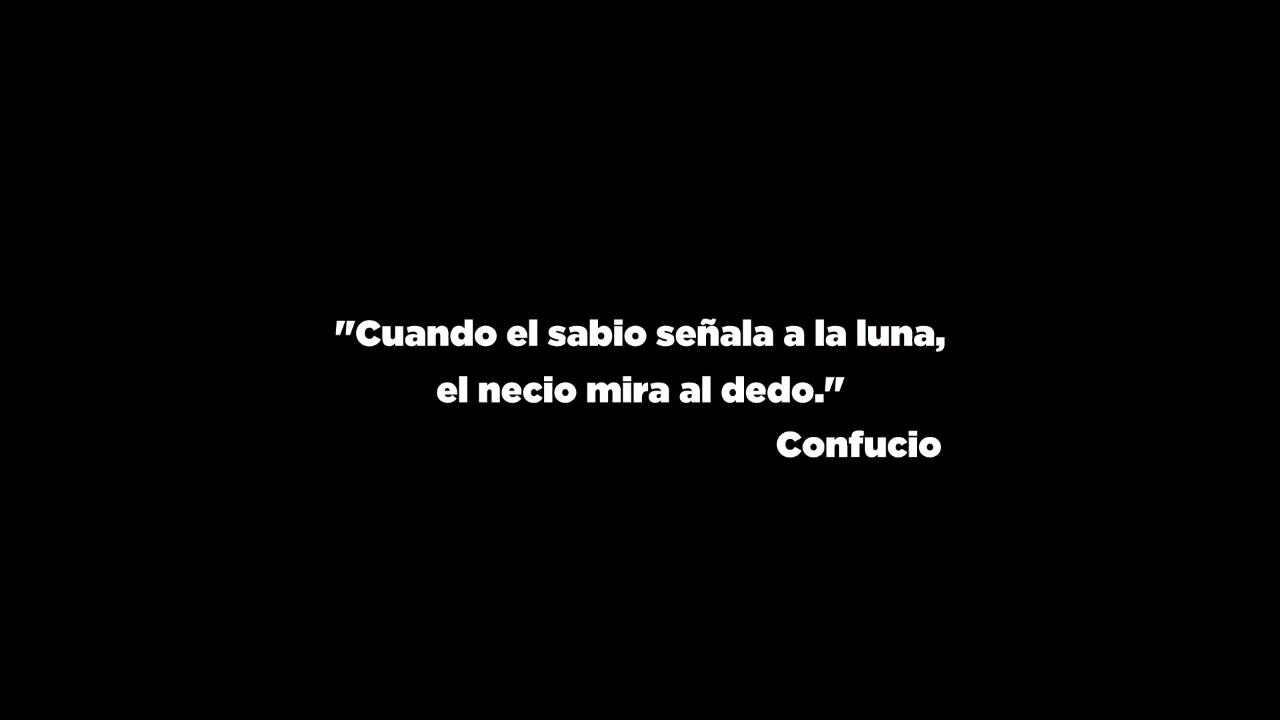 "Cuando el sabio señala a la luna,
el necio mira al dedo."
Confucio